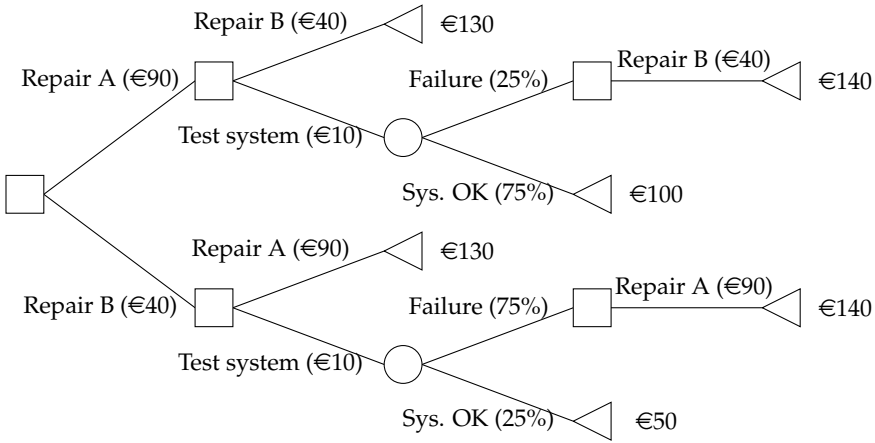 Repair B (€40)
€130
Repair A (€90)
Failure (25%)
Repair B (€40)
€140
Test system (€10)
Sys. OK (75%)
€100
Repair A (€90)
€130
Repair B (€40)
Failure (75%)
Repair A (€90)
€140
Test system (€10)
Sys. OK (25%)
€50